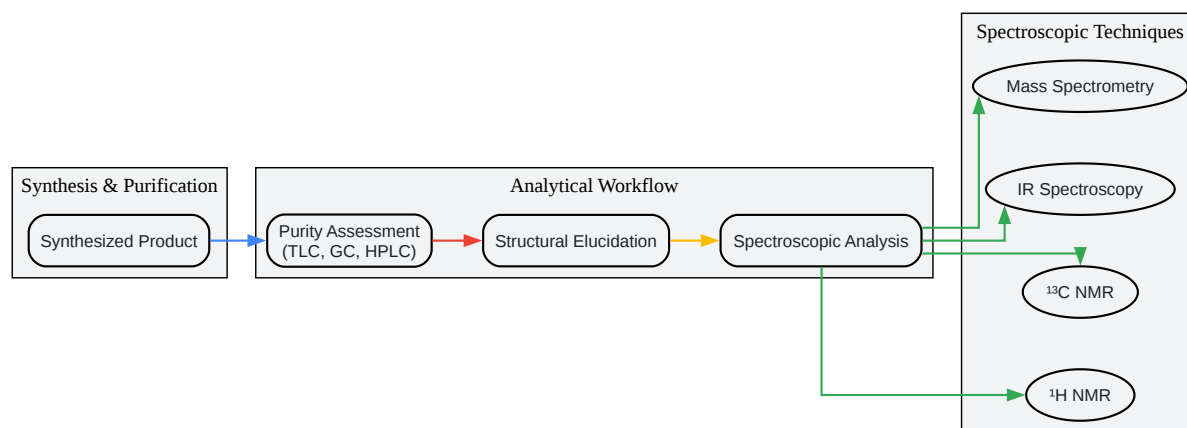 Synthesis & Purification
Synthesized Product
Analytical Workflow
Purity Assessment
(TLC, GC, HPLC)
Structural Elucidation
Spectroscopic Analysis
Spectroscopic Techniques
Mass Spectrometry
IR Spectroscopy
¹³C NMR
¹H NMR